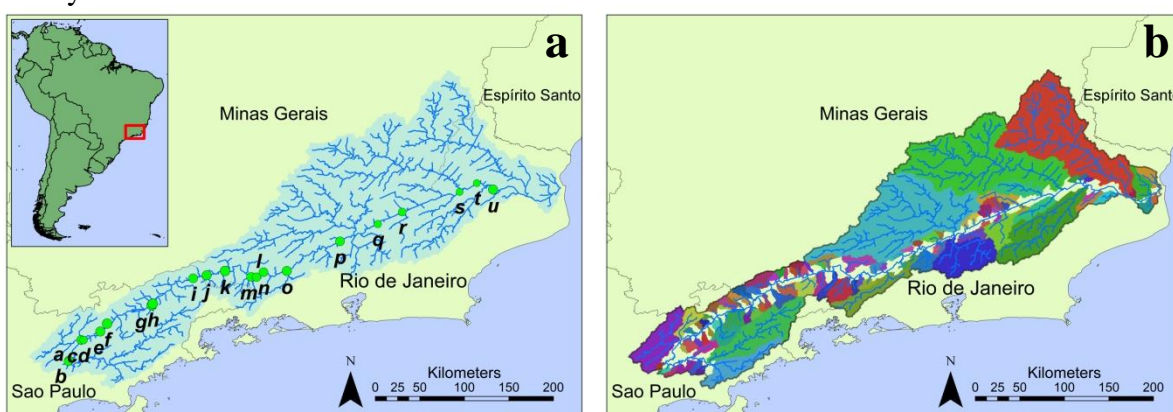 a
Minas Gerais
Espírito Santo
s t u
r
q
p
l
i j k m n o
Rio de Janeiro
g h
f
e
c d
a
b
Sao Paulo
N
Kilometers
0 25 50 100 150 200
b
Minas Gerais
Espírito Santo
Rio de Janeiro
Sao Paulo
N
Kilometers
0 25 50 100 150 200